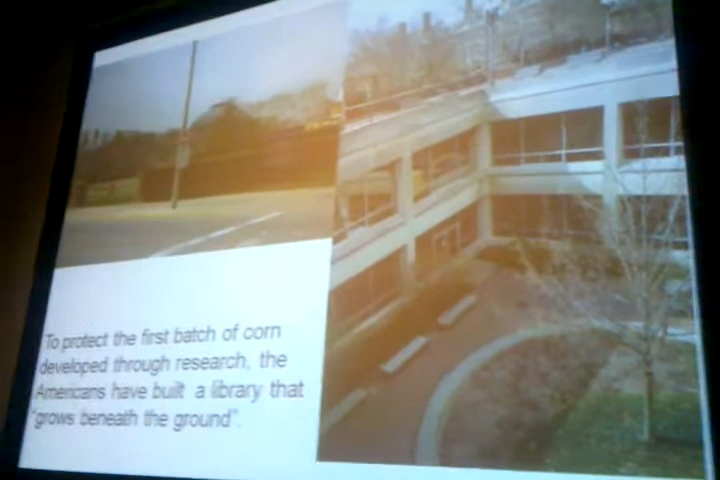 To protect the first batch of corn
developed through research, the
Americans have built a library that
"grows beneath the ground".